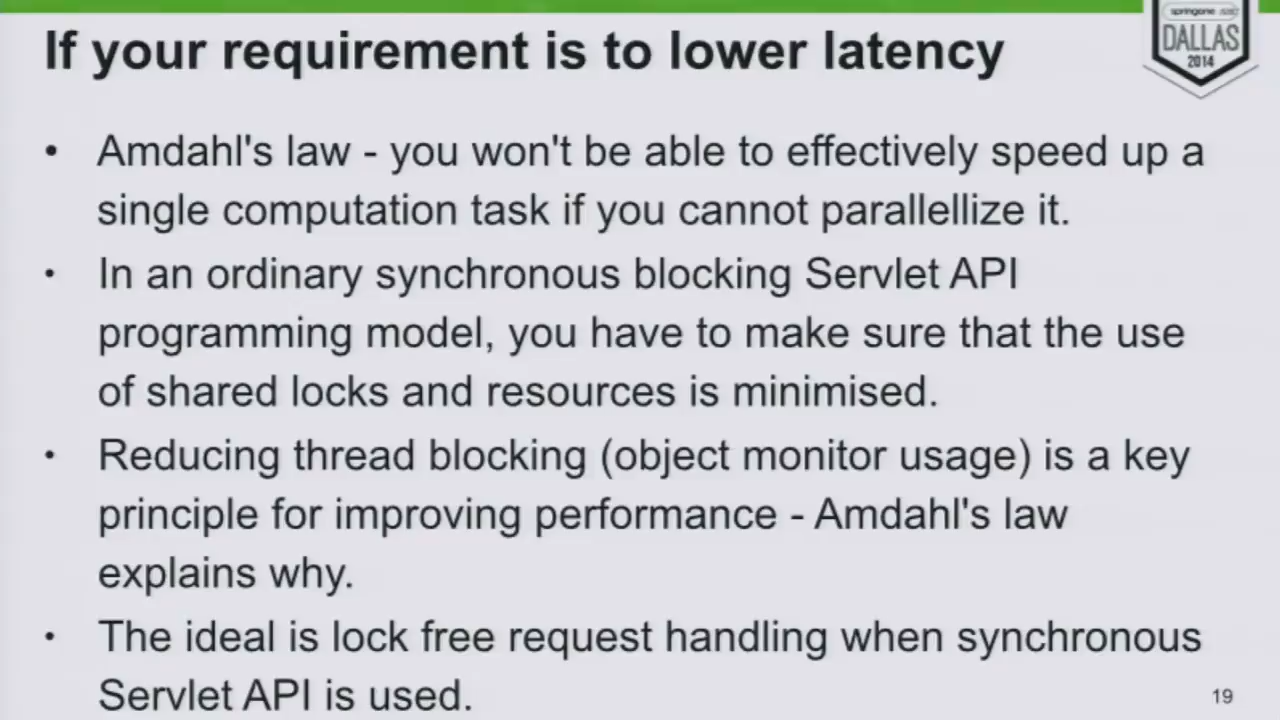 If your requirement is to lower latency
springone
DALLAS
2014
• Amdahl's law - you won't be able to effectively speed up a
single computation task if you cannot parallellize it.
• In an ordinary synchronous blocking Servlet API
programming model, you have to make sure that the use
of shared locks and resources is minimised.
• Reducing thread blocking (object monitor usage) is a key
principle for improving performance - Amdahl's law
explains why.
• The ideal is lock free request handling when synchronous
Servlet API is used.
19